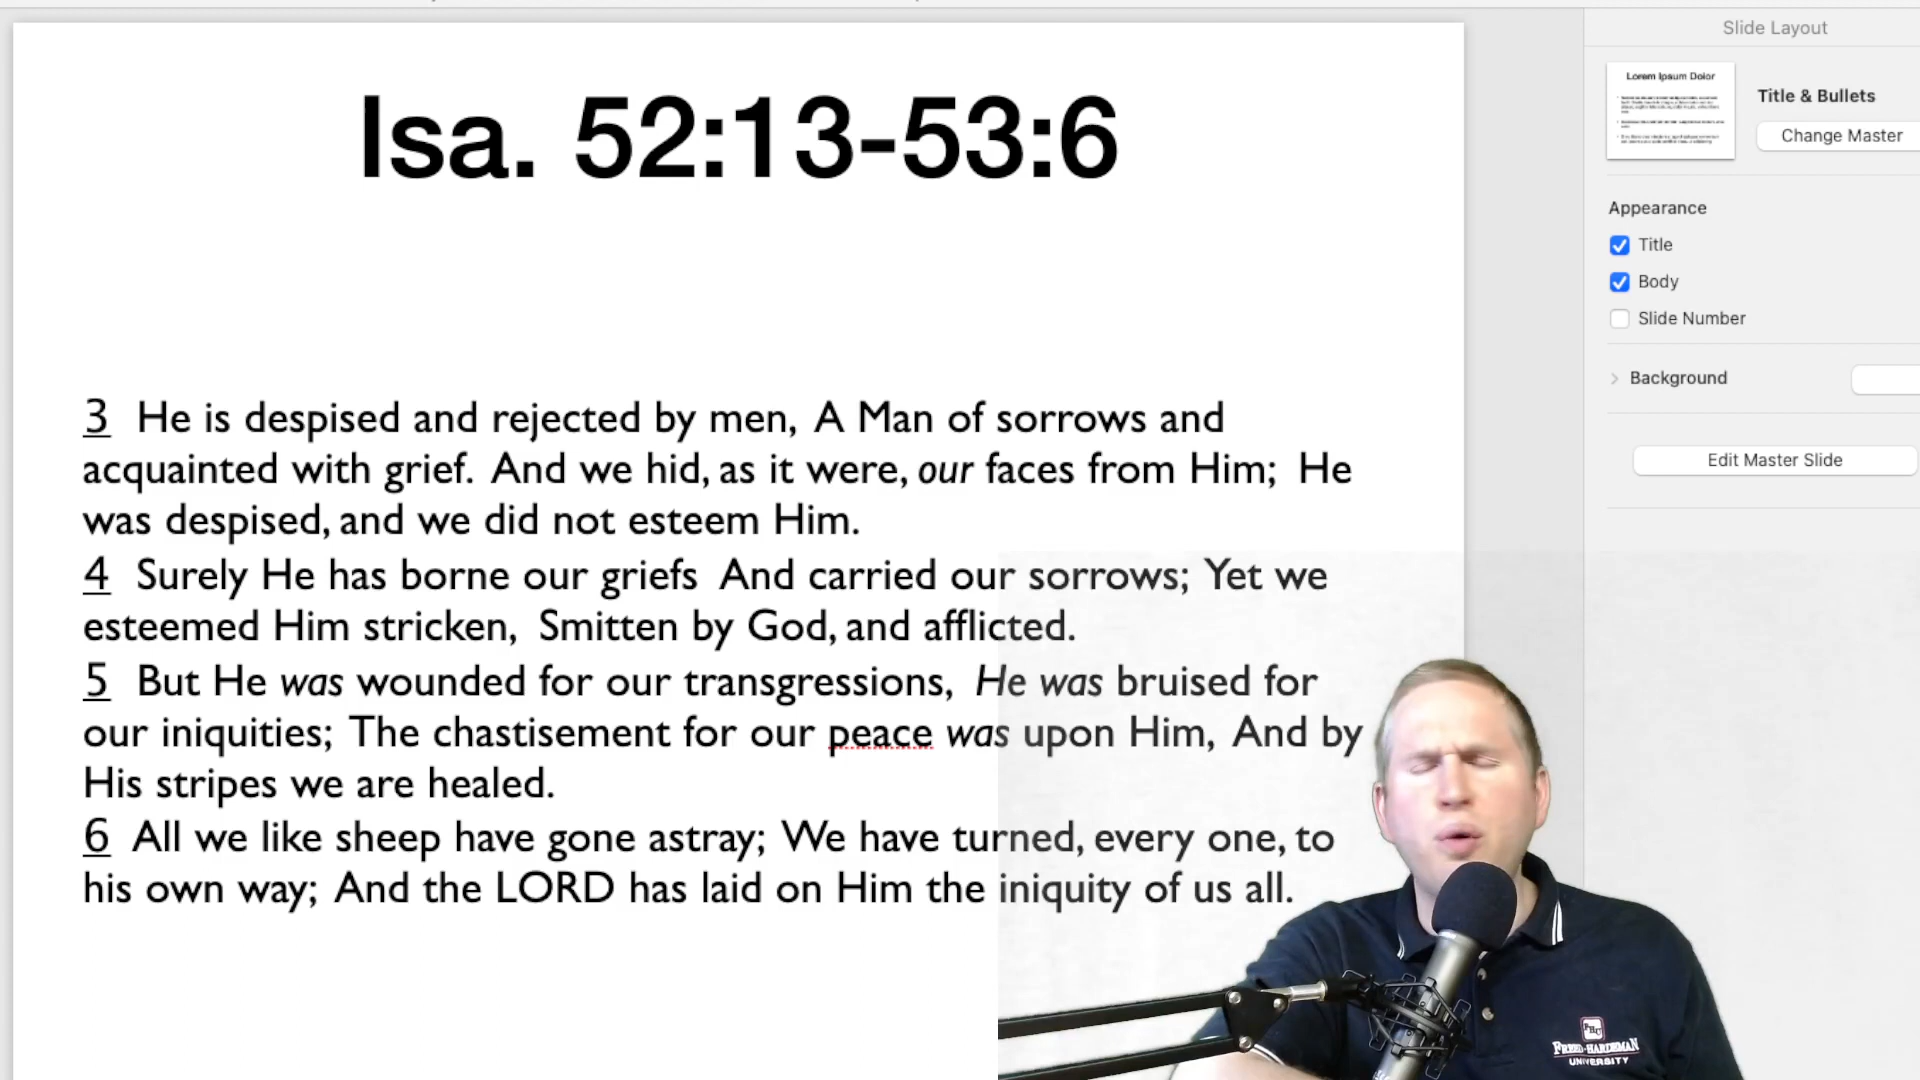 Isa. 52:13-53:6
3 He is despised and rejected by men, A Man of sorrows and
acquainted with grief. And we hid, as it were, our faces from Him; He
was despised, and we did not esteem Him.
4 Surely He has borne our griefs And carried our sorrows; Yet we
esteemed Him stricken, Smitten by God, and afflicted.
5 But He was wounded for our transgressions, He was bruised for
our iniquities; The chastisement for our peace was upon Him, And by
His stripes we are healed.
6 All we like sheep have gone astray; We have turned, every one, to
his own way; And the LORD has laid on Him the iniquity of us all.
Slide Layout
Lorem Ipsum Dolor
Title & Bullets
Change Master
Appearance
Title
Body
Slide Number
Background
Edit Master Slide
FHU
FREED-HARDEMAN
UNIVERSITY